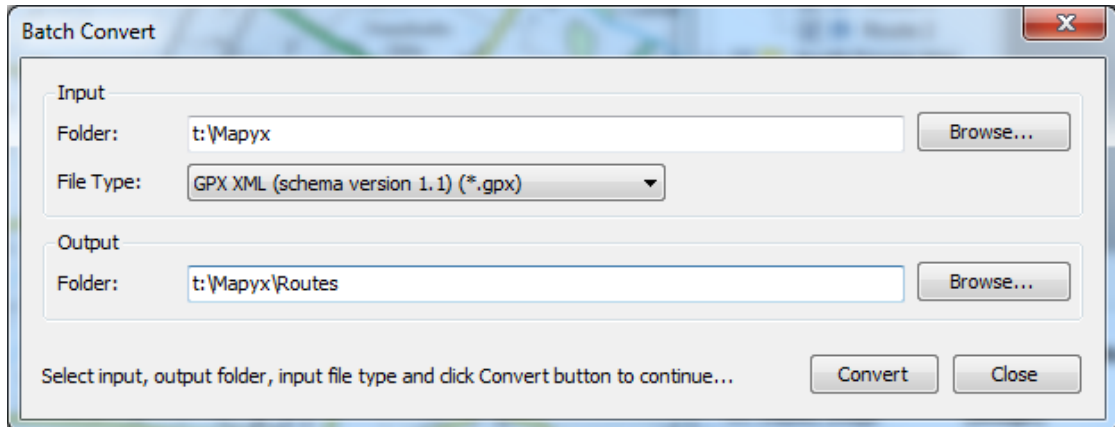 Batch Convert
Input
Folder: t:\Mapyx Browse...
File Type: GPX XML (schema version 1.1) (*.gpx)
Output
Folder: t:\Mapyx\Routes Browse...
Select input, output folder, input file type and click Convert button to continue... Convert Close